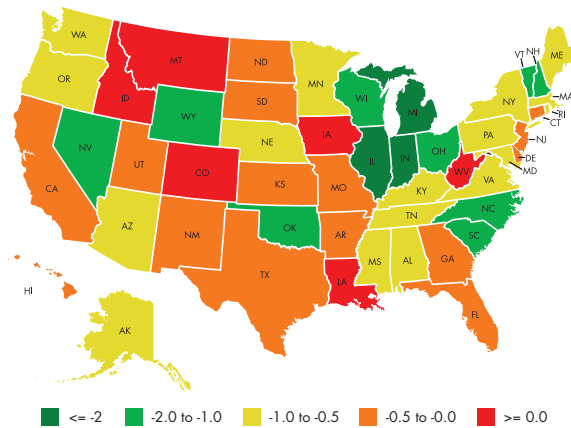 WA
MT
ND
MN
VT
NH
ME
OR
ID
SD
WI
MI
NY
MA
RI
CT
WY
IA
PA
NJ
NV
NE
IL
IN
OH
DE
MD
UT
CO
KS
MO
KY
WV
VA
CA
AZ
NM
OK
AR
TN
NC
SC
TX
LA
MS
AL
GA
FL
HI
AK
<= -2
-2.0 to -1.0
-1.0 to -0.5
-0.5 to -0.0
>= 0.0